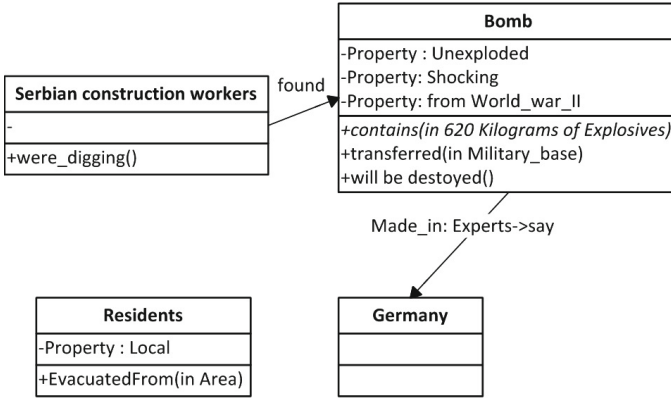 Bomb
-Property : Unexploded
-Property: Shocking
-Property: from World_war_II
+contains(in 620 Kilograms of Explosives)
+transferred(in Military_base)
+will be destoyed()
Serbian construction workers
-
+were_digging()
found
Made_in: Experts->say
Residents
-Property : Local
+EvacuatedFrom(in Area)
Germany